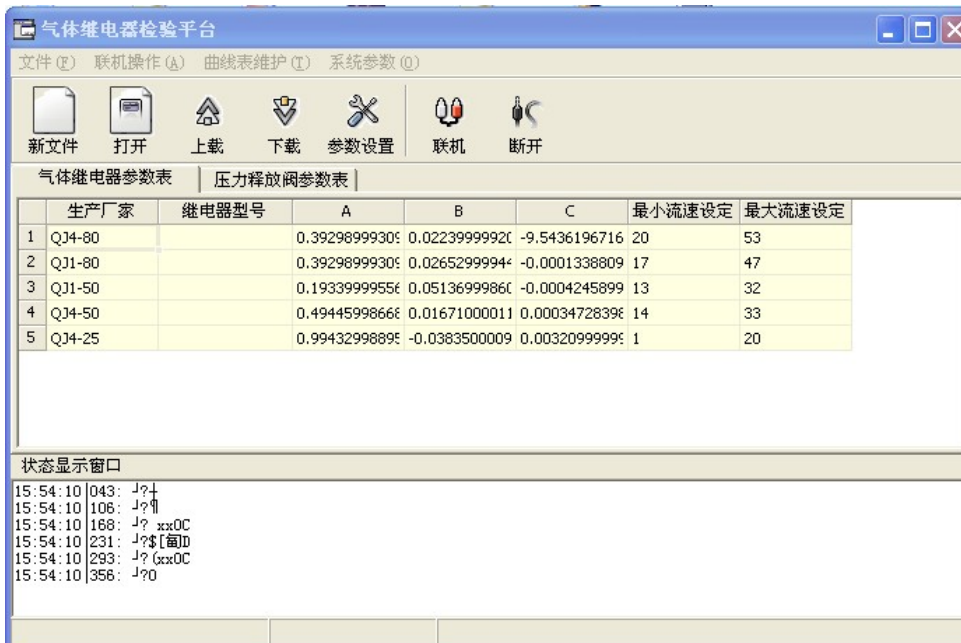 气体继电器检验平台
文件(F) 联机操作(A) 曲线表维护(T) 系统参数(O)
新文件 打开 上载 下载 参数设置 联机 断开
气体继电器参数表 压力释放阀参数表
生产厂家 继电器型号 A B C 最小流速设定 最大流速设定
1 QJ4-80 0.3929899930 0.0223999992 -9.5436196716 20 53
2 QJ1-80 0.3929899930 0.0265299994 -0.0001338809 17 47
3 QJ1-50 0.1933999955 0.0513699986 -0.0004245899 13 32
4 QJ4-50 0.4944599866 0.0167100001 0.0003472839 14 33
5 QJ4-25 0.9943299889 -0.0383500009 0.0032099999 1 20
状态显示窗口
15:54:10|043: ┘?┼
15:54:10|106: ┘?¶
15:54:10|168: ┘? xx0C
15:54:10|231: ┘?$[匐D
15:54:10|293: ┘?(xx0C
15:54:10|356: ┘?0